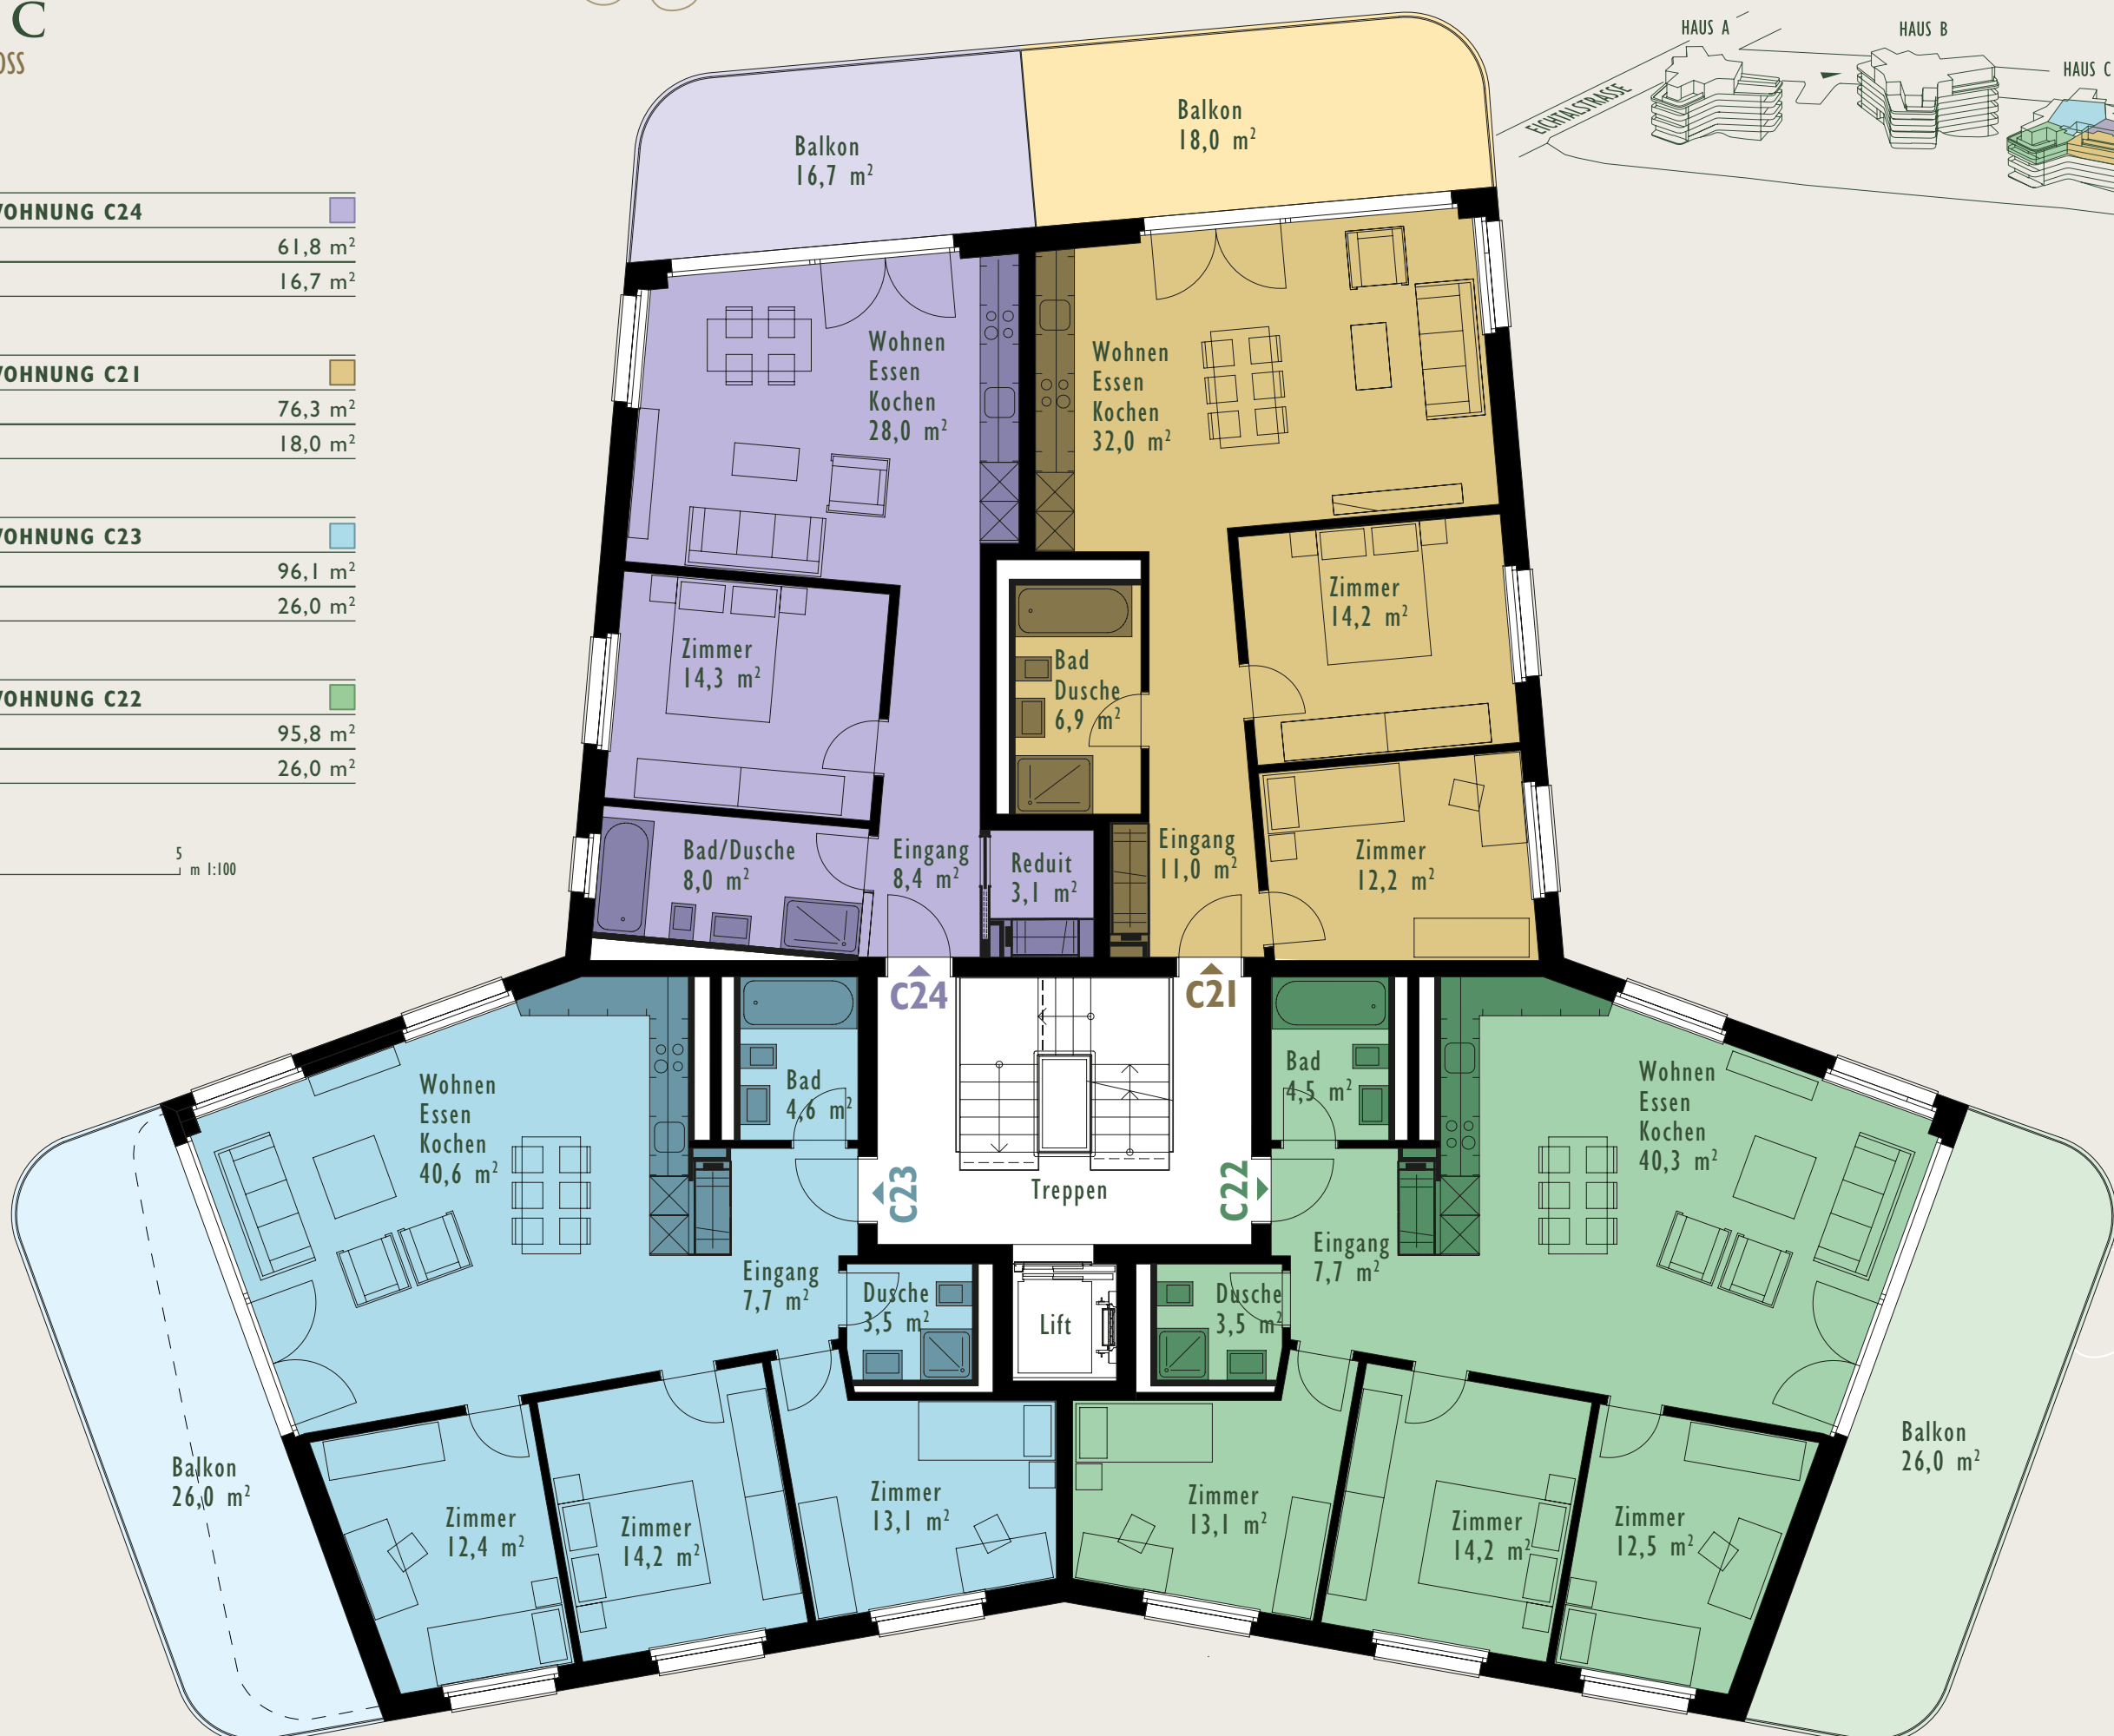 C
OSS
WOHNUNG C24
61,8 m²
16,7 m²
WOHNUNG C21
76,3 m²
18,0 m²
WOHNUNG C23
96,1 m²
26,0 m²
WOHNUNG C22
95,8 m²
26,0 m²
5
m 1:100
HAUS A
HAUS B
HAUS C
EICHTALSTRASSE
Balkon
16,7 m²
Balkon
18,0 m²
Wohnen
Essen
Kochen
28,0 m²
Wohnen
Essen
Kochen
32,0 m²
Zimmer
14,3 m²
Bad
Dusche
6,9 m²
Zimmer
14,2 m²
Bad/Dusche
8,0 m²
Eingang
8,4 m²
Reduit
3,1 m²
Eingang
11,0 m²
Zimmer
12,2 m²
C24
C21
Wohnen
Essen
Kochen
40,6 m²
Bad
4,6 m²
C23
Treppen
C22
Bad
4,5 m²
Wohnen
Essen
Kochen
40,3 m²
Eingang
7,7 m²
Dusche
3,5 m²
Lift
Dusche
3,5 m²
Eingang
7,7 m²
Balkon
26,0 m²
Zimmer
12,4 m²
Zimmer
14,2 m²
Zimmer
13,1 m²
Zimmer
13,1 m²
Zimmer
14,2 m²
Zimmer
12,5 m²
Balkon
26,0 m²